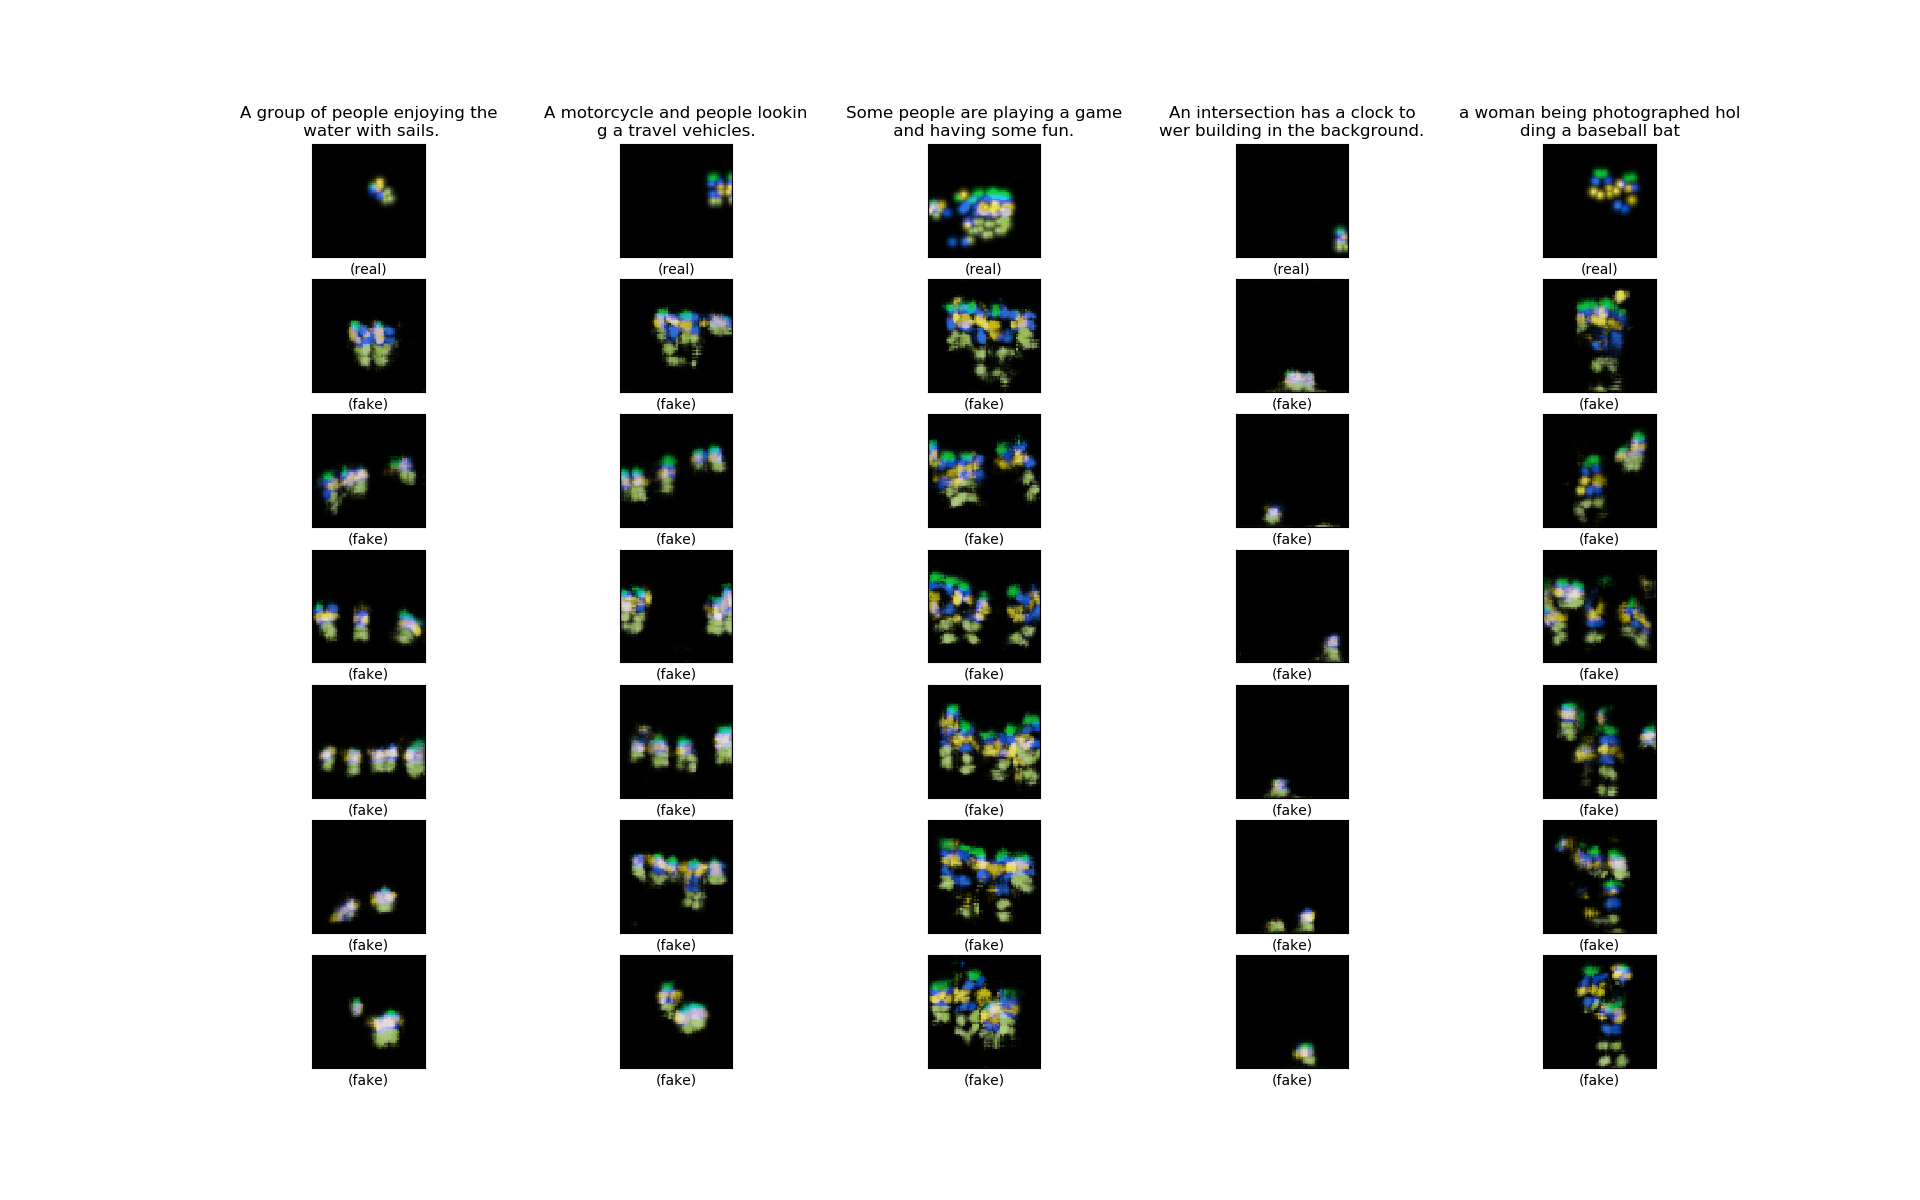 A group of people enjoying the
water with sails.
A motorcycle and people lookin
g a travel vehicles.
Some people are playing a game
and having some fun.
An intersection has a clock to
wer building in the background.
a woman being photographed hol
ding a baseball bat
(real) (real) (real) (real) (real)
(fake) (fake) (fake) (fake) (fake)
(fake) (fake) (fake) (fake) (fake)
(fake) (fake) (fake) (fake) (fake)
(fake) (fake) (fake) (fake) (fake)
(fake) (fake) (fake) (fake) (fake)
(fake) (fake) (fake) (fake) (fake)